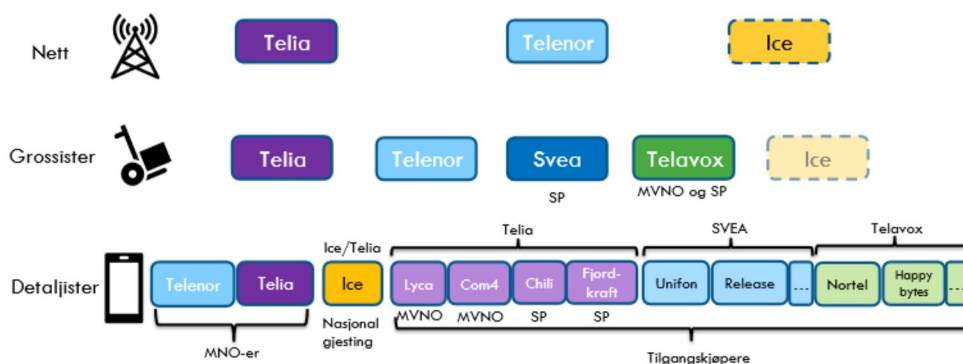 Nett
Telia
Telenor
Ice
Grossister
Telia
Telenor
Svea
Telavox
Ice
SP
MVNO og SP
Telia
SVEA
Telavox
Ice/Telia
Detaljister
Telenor
Telia
Ice
Lyca
Com4
Chili
Fjord-
kraft
Unifon
Release
...
Nortel
Happy
bytes
....
MVNO
MVNO
SP
SP
Nasjonal
gjesting
MNO-er
Tilgangskjøpere